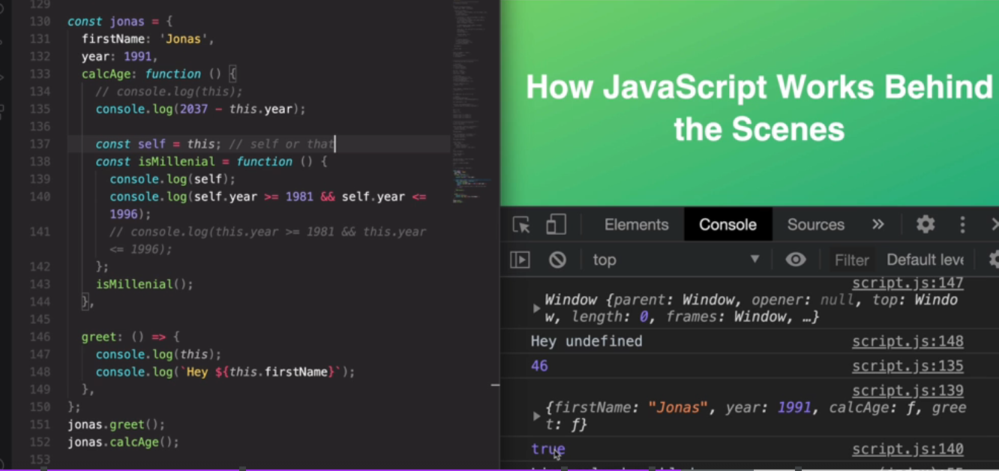 129
130 const jonas = {
131 firstName: 'Jonas',
132 year: 1991,
133 calcAge: function () {
134 // console.log(this);
135 console.log(2037 - this.year);
136
137 const self = this; // self or that
138 const isMillenial = function () {
139 console.log(self);
140 console.log(self.year >= 1981 && self.year <=
1996);
141 // console.log(this.year >= 1981 && this.year
<= 1996);
142 };
143 isMillenial();
144 },
145
146 greet: () => {
147 console.log(this);
148 console.log(`Hey ${this.firstName}`);
149 },
150 };
151 jonas.greet();
152 jonas.calcAge();
153
How JavaScript Works Behind
the Scenes
Elements Console Sources »
top ▼ Filter Default leve
script.js:147
Window {parent: Window, opener: null, top: Windo
w, length: 0, frames: Window, …}
Hey undefined script.js:148
46 script.js:135
script.js:139
{firstName: "Jonas", year: 1991, calcAge: ƒ, gree
t: ƒ}
true script.js:140